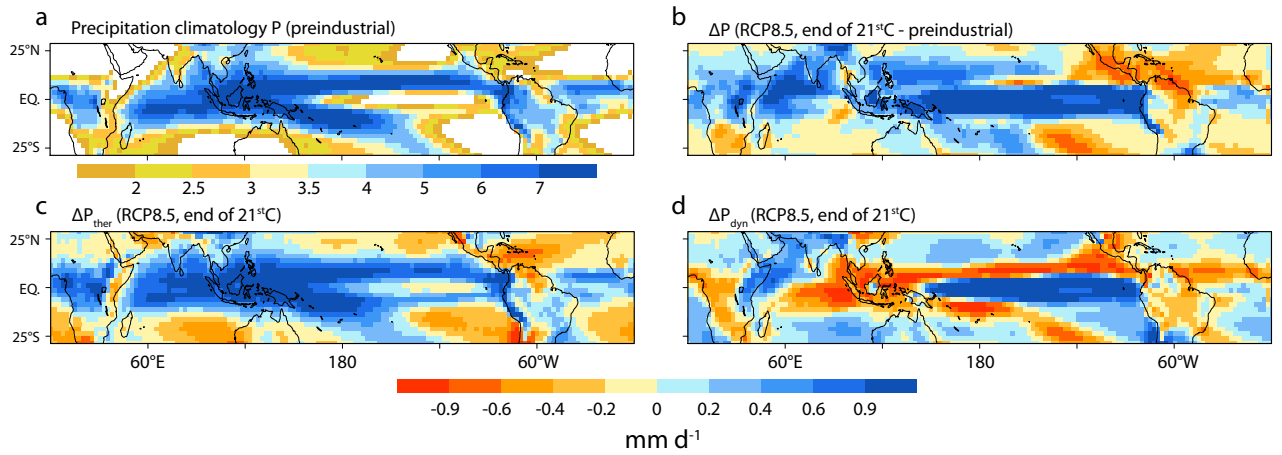 a
Precipitation climatology P (preindustrial)
b
ΔP (RCP8.5, end of 21stC - preindustrial)
25°N
EQ.
25°S
2 2.5 3 3.5 4 5 6 7
c
ΔPther (RCP8.5, end of 21stC)
d
ΔPdyn (RCP8.5, end of 21stC)
25°N
EQ.
25°S
60°E 180 60°W
60°E 180 60°W
-0.9 -0.6 -0.4 -0.2 0 0.2 0.4 0.6 0.9
mm d-1